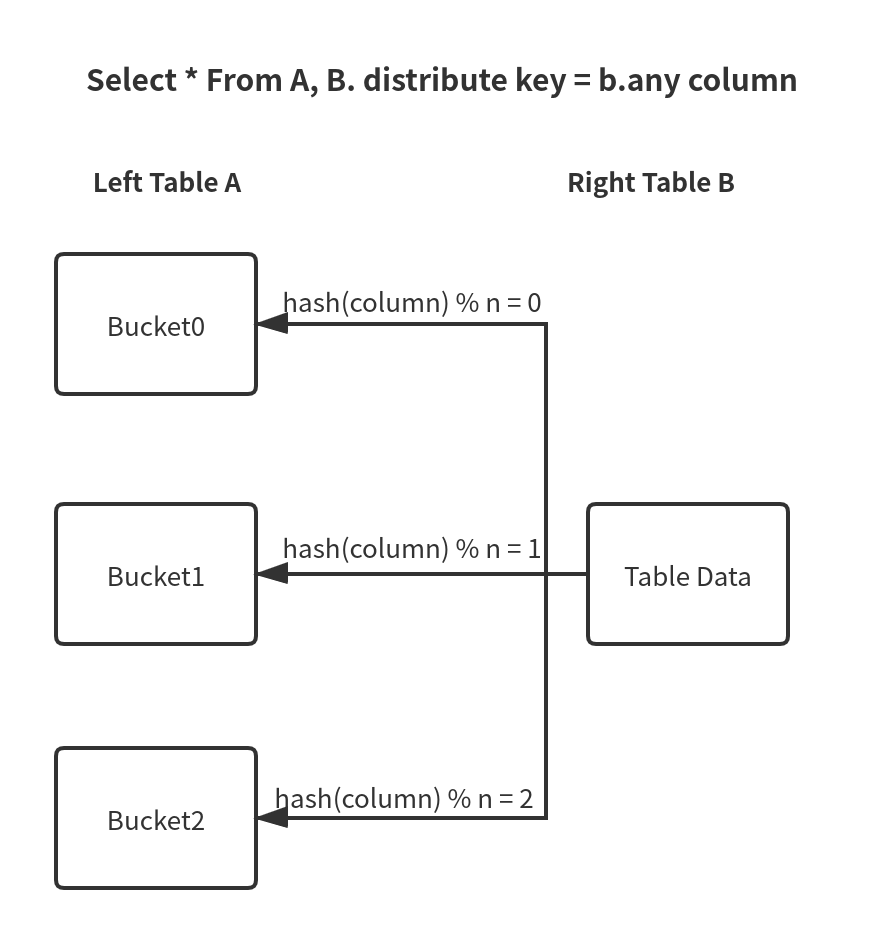 Select * From A, B. distribute key = b.any column
Left Table A
Right Table B
hash(column) % n = 0
Bucket0
hash(column) % n = 1
Bucket1
Table Data
hash(column) % n = 2
Bucket2